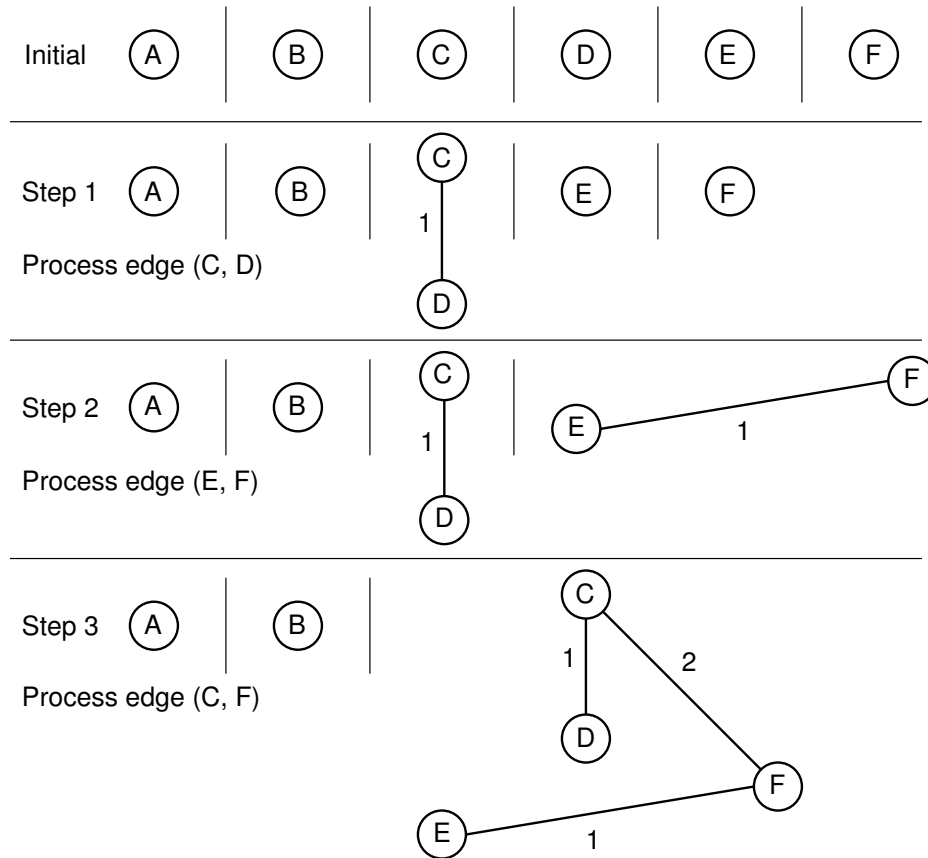 Initial A B C D E F
C
Step 1 A B E F
1
Process edge (C, D)
D
C F
Step 2 A B E
1 1
Process edge (E, F)
D
C
Step 3 A B
1 2
Process edge (C, F)
D
F
E
1